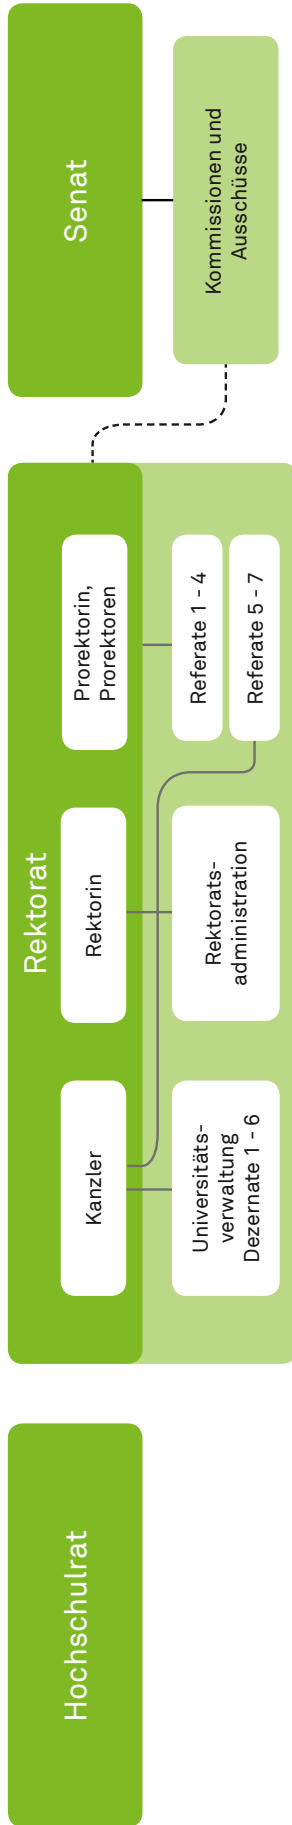 Hochschulrat
Rektorat
Kanzler
Rektorin
Prorektorin,
Prorektoren
Universitäts-
verwaltung
Dezernate 1 - 6
Rektorats-
administration
Referate 1 - 4
Referate 5 - 7
Senat
Kommissionen und
Ausschüsse